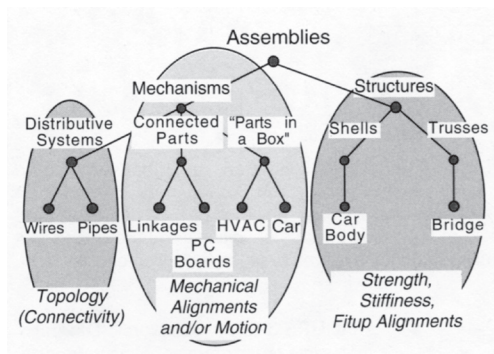 Assemblies
Mechanisms
Structures
Distributive
Systems
Connected
Parts
"Parts in
a Box"
Shells
Trusses
Wires
Pipes
Linkages
PC
Boards
HVAC
Car
Car
Body
Bridge
Topology
(Connectivity)
Mechanical
Alignments
and/or Motion
Strength,
Stiffiness,
Fitup Alignments